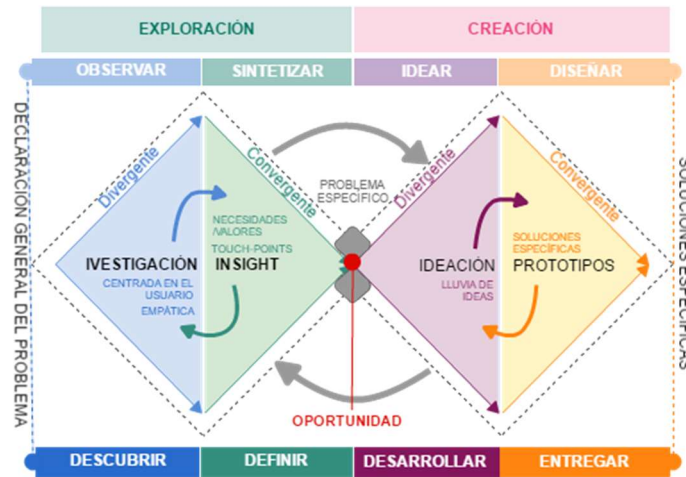 EXPLORACIÓN
CREACIÓN
OBSERVAR
SINTETIZAR
IDEAR
DISEÑAR
DECLARACIÓN GENERAL DEL PROBLEMA
Divergente
Convergente
PROBLEMA
ESPECÍFICO
Divergente
Convergente
SOLUCIONES ESPECÍFICAS
NECESIDADES
/VALORES
TOUCH-POINTS
IVESTIGACIÓN
INSIGHT
CENTRADA EN EL
USUARIO
EMPÁTICA
IDEACIÓN
LLUVIA DE
IDEAS
SOLUCIONES
ESPECÍFICAS
PROTOTIPOS
OPORTUNIDAD
DESCUBRIR
DEFINIR
DESARROLLAR
ENTREGAR